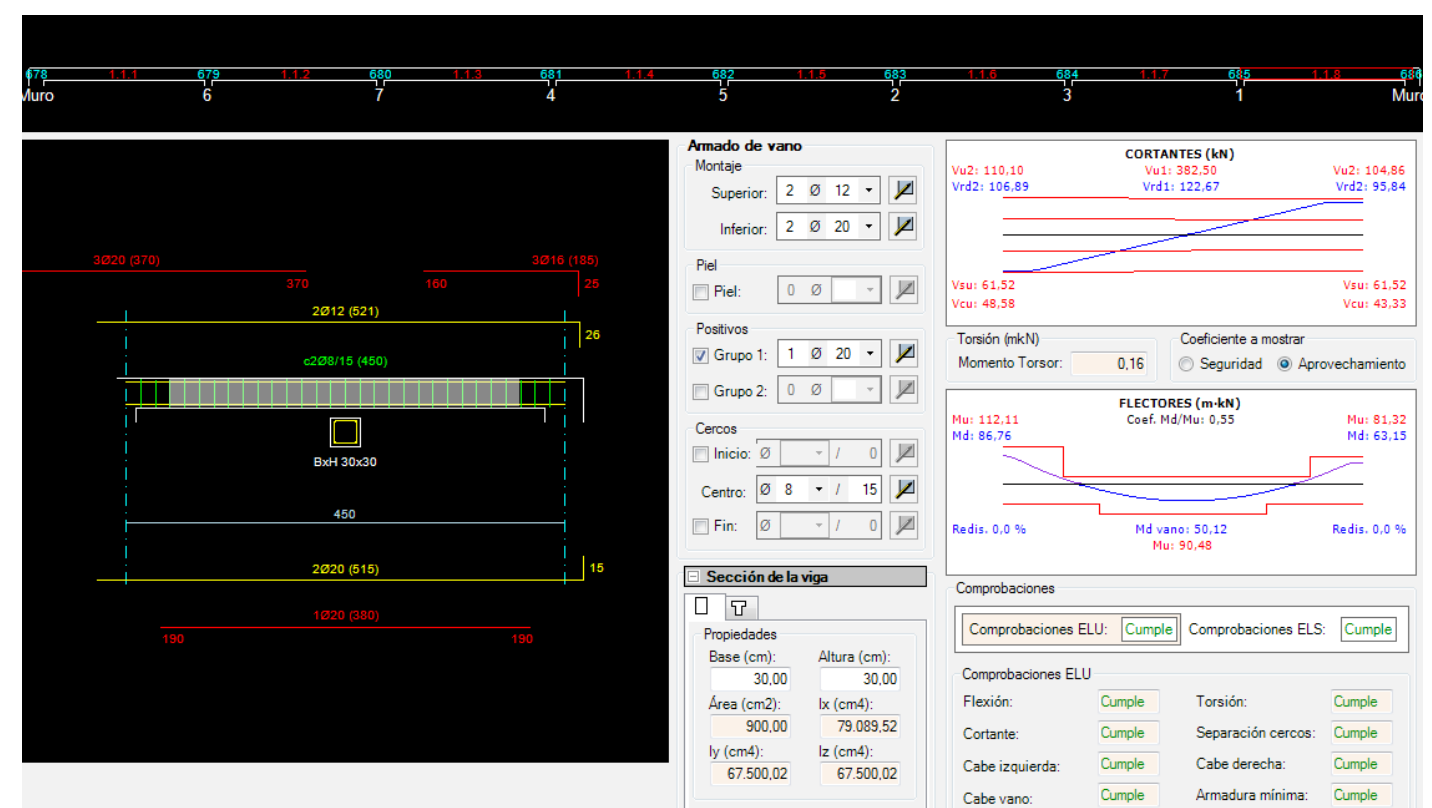 678 1.1.1 679 1.1.2 680 1.1.3 681 1.1.4 682 1.1.5 683 1.1.6 684 1.1.7 685 1.1.8 686
Muro 6 7 4 5 2 3 1 Muro
3Ø20 (370) 3Ø16 (185)
370 160 25
2Ø12 (521)
26
c2Ø8/15 (450)
BxH 30x30
450
2Ø20 (515) 15
1Ø20 (380)
190 190
Armado de vano
Montaje
Superior: 2 Ø 12
Inferior: 2 Ø 20
Piel
Piel: 0 Ø
Positivos
Grupo 1: 1 Ø 20
Grupo 2: 0 Ø
Cercos
Inicio: Ø / 0
Centro: Ø 8 / 15
Fin: Ø / 0
Sección de la viga
Propiedades
Base (cm): Altura (cm):
30,00 30,00
Área (cm2): Ix (cm4):
900,00 79.089,52
Iy (cm4): Iz (cm4):
67.500,02 67.500,02
CORTANTES (kN)
Vu2: 110,10 Vu1: 382,50 Vu2: 104,86
Vrd2: 106,89 Vrd1: 122,67 Vrd2: 95,84
Vsu: 61,52 Vsu: 61,52
Vcu: 48,58 Vcu: 43,33
Torsión (mkN) Coeficiente a mostrar
Momento Torsor: 0,16 Seguridad Aprovechamiento
FLECTORES (m·kN)
Mu: 112,11 Coef. Md/Mu: 0,55 Mu: 81,32
Md: 86,76 Md: 63,15
Redis. 0,0 % Md vano: 50,12 Redis. 0,0 %
Mu: 90,48
Comprobaciones
Comprobaciones ELU: Cumple Comprobaciones ELS: Cumple
Comprobaciones ELU
Flexión: Cumple Torsión: Cumple
Cortante: Cumple Separación cercos: Cumple
Cabe izquierda: Cumple Cabe derecha: Cumple
Cabe vano: Cumple Armadura mínima: Cumple